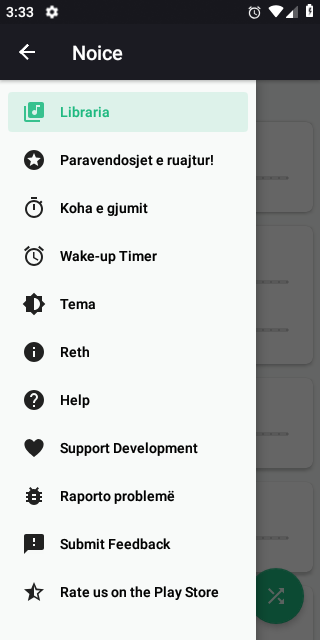 3:33
Noice
Libraria
Paravendosjet e ruajtur!
Koha e gjumit
Wake-up Timer
Tema
Reth
Help
Support Development
Raporto problemë
Submit Feedback
Rate us on the Play Store